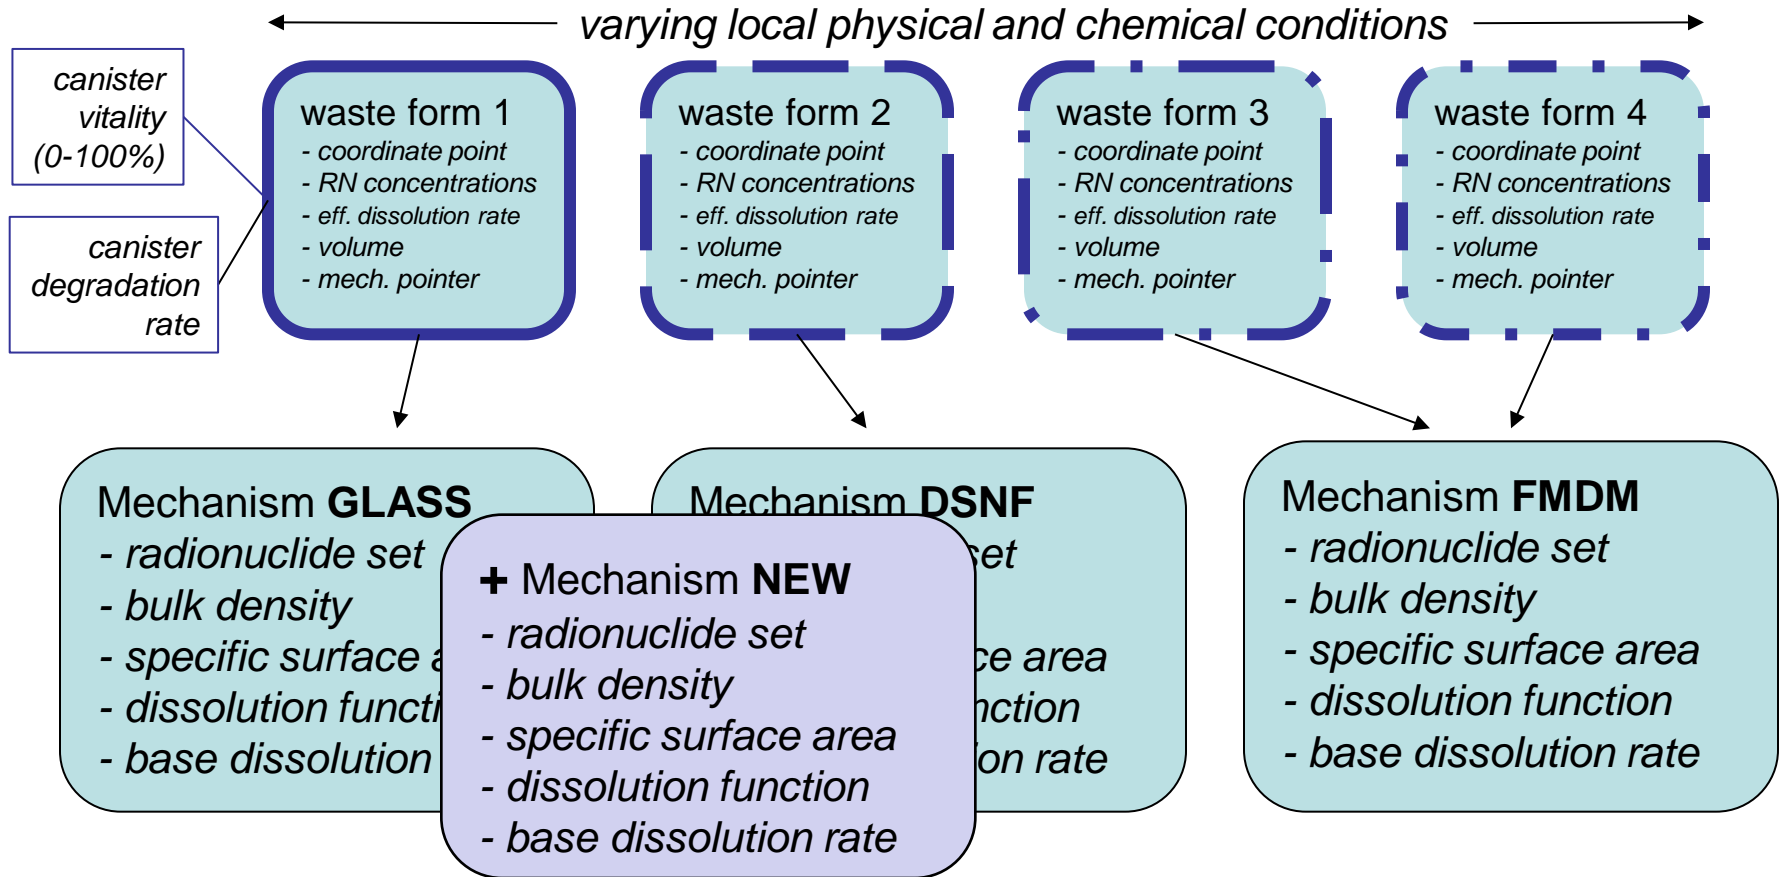 varying local physical and chemical conditions
canister
vitality
(0-100%)
canister
degradation
rate
waste form 1
- coordinate point
- RN concentrations
- eff. dissolution rate
- volume
- mech. pointer
waste form 2
- coordinate point
- RN concentrations
- eff. dissolution rate
- volume
- mech. pointer
waste form 3
- coordinate point
- RN concentrations
- eff. dissolution rate
- volume
- mech. pointer
waste form 4
- coordinate point
- RN concentrations
- eff. dissolution rate
- volume
- mech. pointer
Mechanism GLASS
- radionuclide set
- bulk density
- specific surface a
- dissolution functi
- base dissolution
+ Mechanism NEW
- radionuclide set
- bulk density
- specific surface area
- dissolution function
- base dissolution rate
Mechanism DSNF
set
ce area
nction
on rate
Mechanism FMDM
- radionuclide set
- bulk density
- specific surface area
- dissolution function
- base dissolution rate